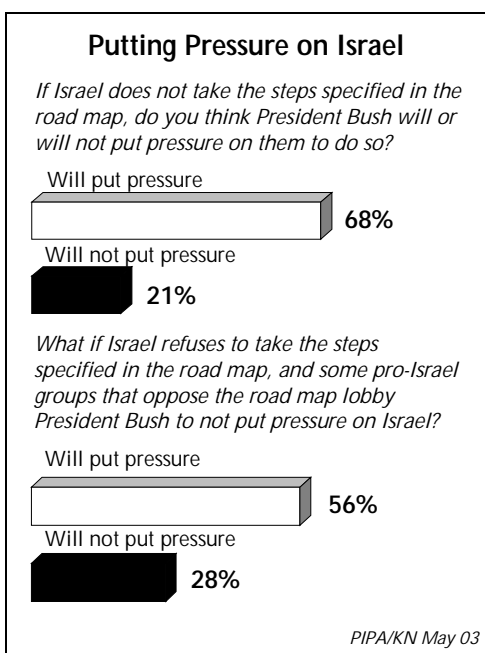 Putting Pressure on Israel
If Israel does not take the steps specified in the
road map, do you think President Bush will or
will not put pressure on them to do so?
Will put pressure
68%
Will not put pressure
21%
What if Israel refuses to take the steps
specified in the road map, and some pro-Israel
groups that oppose the road map lobby
President Bush to not put pressure on Israel?
Will put pressure
56%
Will not put pressure
28%
PIPA/KN May 03